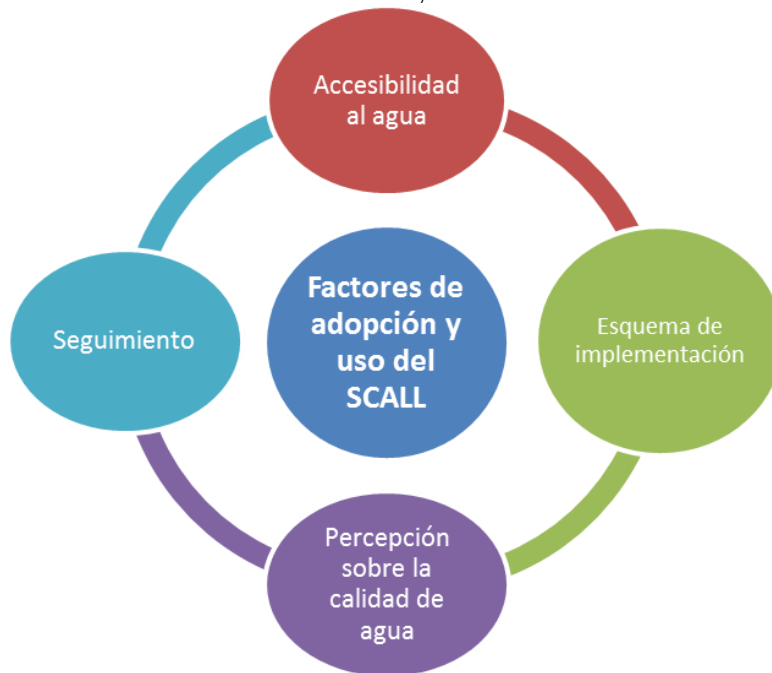 Accesibilidad
al agua
Factores de
adopción y
uso del
SCALL
Seguimiento
Esquema de
implementación
Percepción
sobre la
calidad de
agua